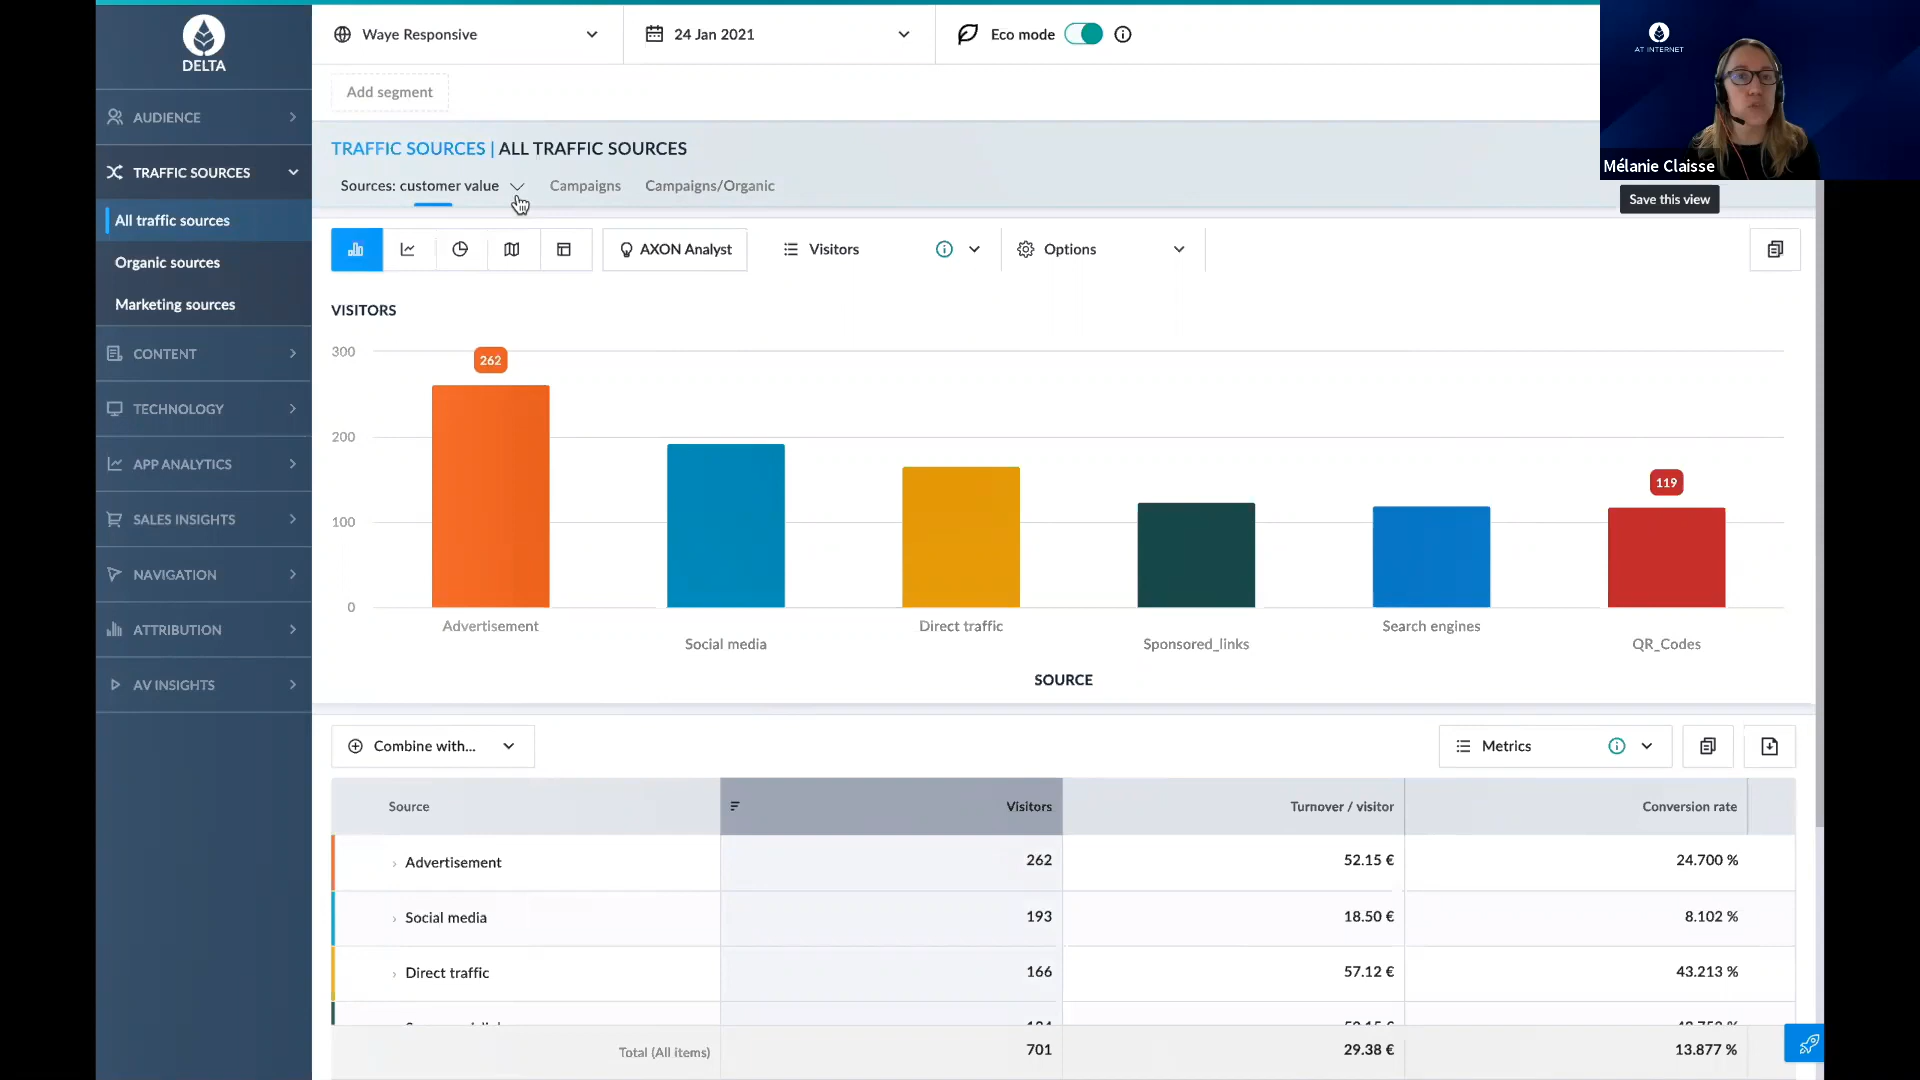 DELTA
AUDIENCE
TRAFFIC SOURCES
All traffic sources
Organic sources
Marketing sources
CONTENT
TECHNOLOGY
APP ANALYTICS
SALES INSIGHTS
NAVIGATION
ATTRIBUTION
AV INSIGHTS
Waye Responsive
24 Jan 2021
Eco mode
Add segment
AT INTERNET
Mélanie Claisse
Save this view
TRAFFIC SOURCES | ALL TRAFFIC SOURCES
Sources: customer value Campaigns Campaigns/Organic
AXON Analyst Visitors Options
VISITORS
300
262
200
119
100
0
Advertisement Direct traffic Search engines
Social media Sponsored_links QR_Codes
SOURCE
Combine with... Metrics
Source Visitors Turnover / visitor Conversion rate
Advertisement 262 52.15 € 24.700 %
Social media 193 18.50 € 8.102 %
Direct traffic 166 57.12 € 43.213 %
Total (All items) 701 29.38 € 13.877 %